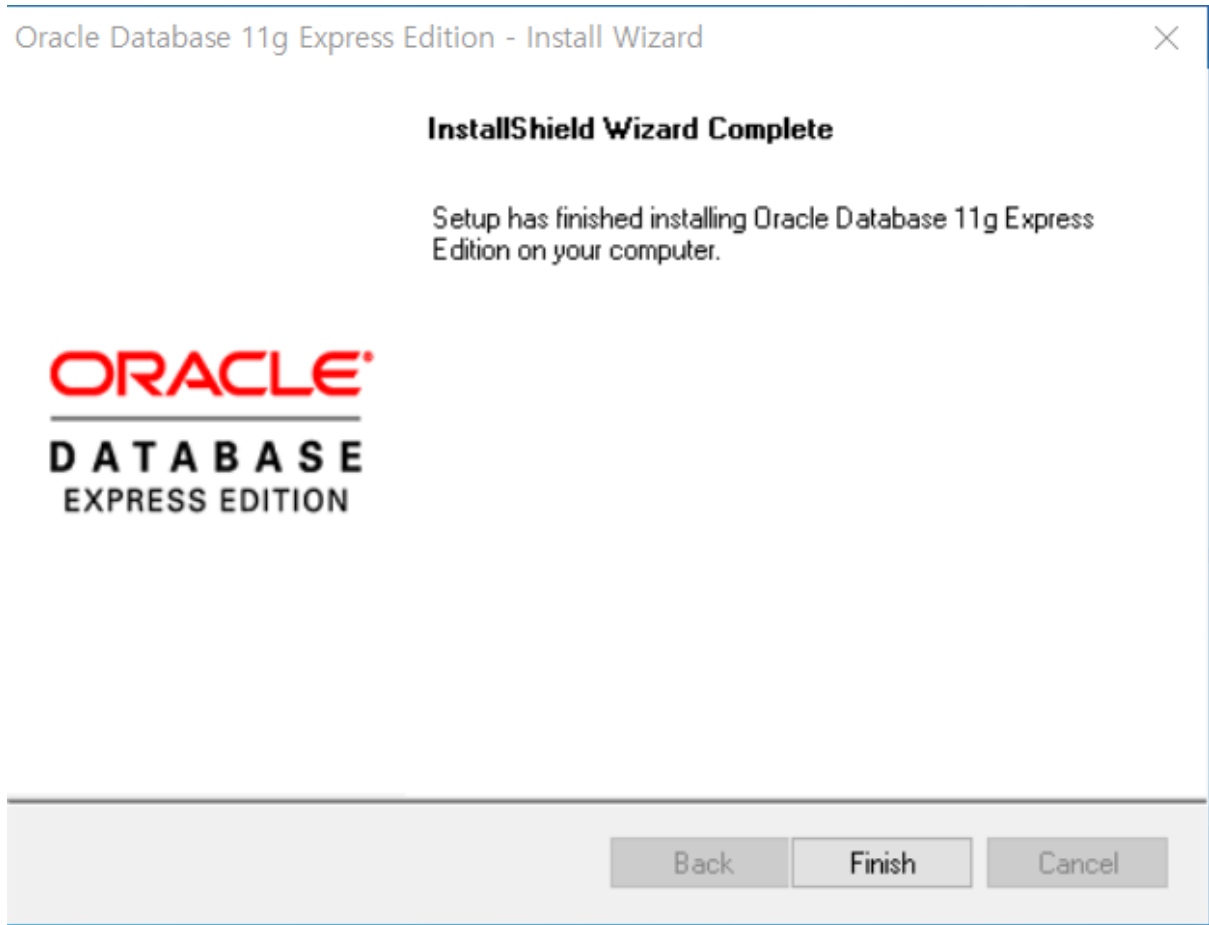 Oracle Database 11g Express Edition - Install Wizard
InstallShield Wizard Complete
Setup has finished installing Oracle Database 11g Express
Edition on your computer.
ORACLE
DATABASE
EXPRESS EDITION
Back
Finish
Cancel